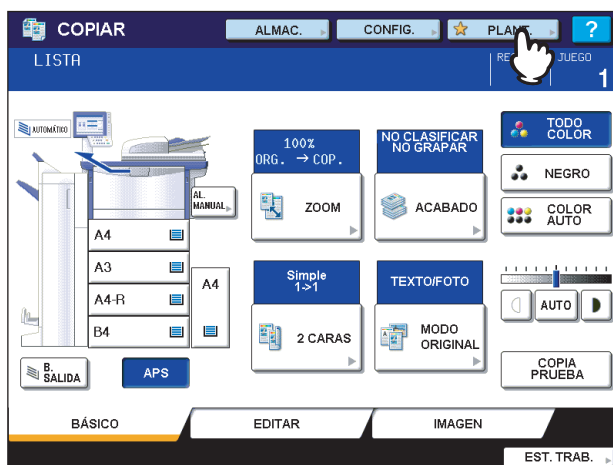 COPIAR
ALMAC.
CONFIG.
?
LISTA
JUEGO
1
AUTOMÁTICO
AL.
MANUAL
A4
A3
A4-R
B4
A4
B.
SALIDA
APS
100%
ORG. → COP.
ZOOM
NO CLASIFICAR
NO GRAPAR
ACABADO
Simple
1->1
2 CARAS
TEXTO/FOTO
MODO
ORIGINAL
TODO
COLOR
NEGRO
COLOR
AUTO
AUTO
COPIA
PRUEBA
BÁSICO
EDITAR
IMAGEN
EST. TRAB.